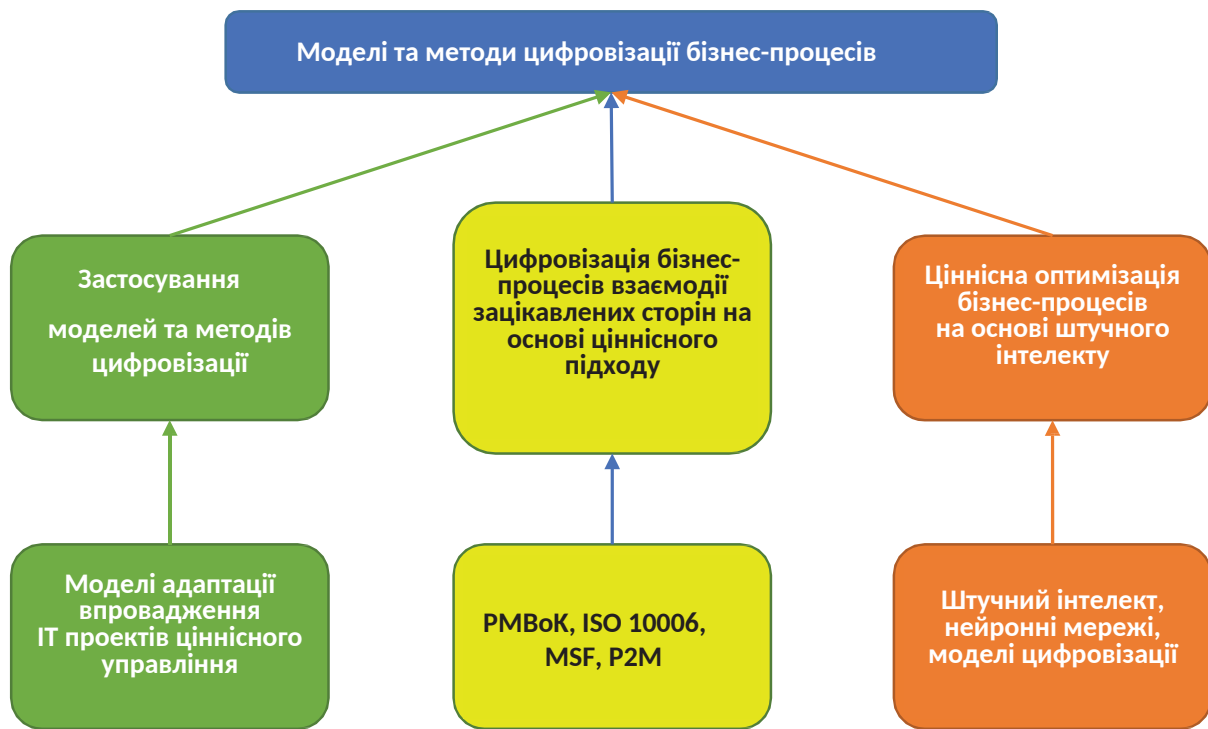 Моделі та методи цифровізації бізнес-процесів
Застосування
моделей та методів
цифровізації
Цифровізація бізнес-
процесів взаємодії
зацікавлених сторін на
основі ціннісного
підходу
Ціннісна оптимізація
бізнес-процесів
на основі штучного
інтелекту
Моделі адаптації
впровадження
ІТ проектів ціннісного
управління
PMBoK, ISO 10006,
MSF, P2M
Штучний інтелект,
нейронні мережі,
моделі цифровізації